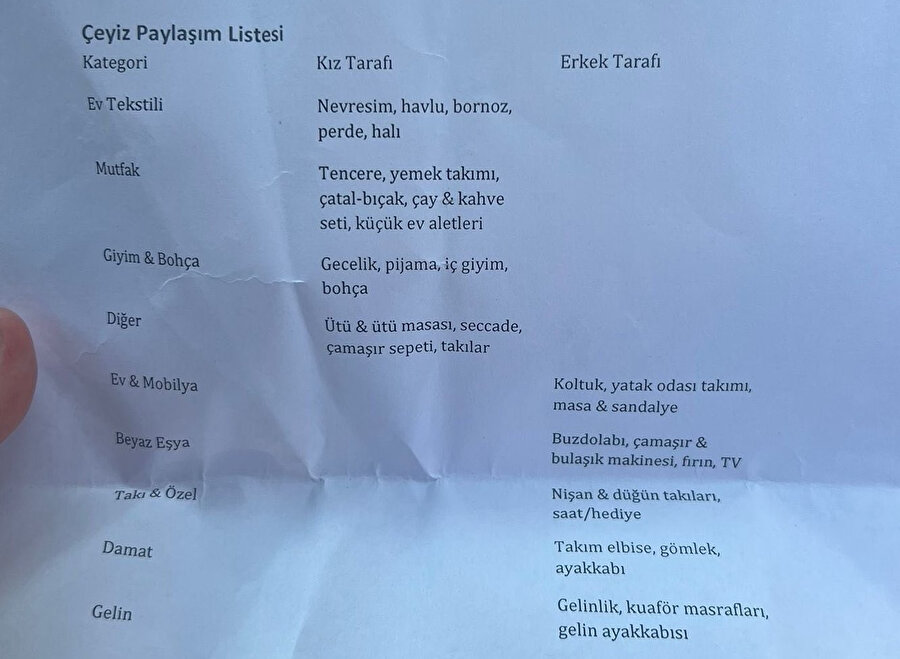 Çeyiz Paylaşım Listesi
Kategori Kız Tarafı Erkek Tarafı
Ev Tekstili Nevresim, havlu, bornoz,
perde, halı
Mutfak Tencere, yemek takımı,
çatal-bıçak, çay & kahve
seti, küçük ev aletleri
Giyim & Bohça Gecelik, pijama, iç giyim,
bohça
Diğer Ütü & ütü masası, seccade,
çamaşır sepeti, takılar
Ev & Mobilya Koltuk, yatak odası takımı,
masa & sandalye
Beyaz Eşya Buzdolabı, çamaşır &
bulaşık makinesi, fırın, TV
Takı & Özel Nişan & düğün takıları,
saat/hediye
Damat Takım elbise, gömlek,
ayakkabı
Gelin Gelinlik, kuaför masrafları,
gelin ayakkabısı